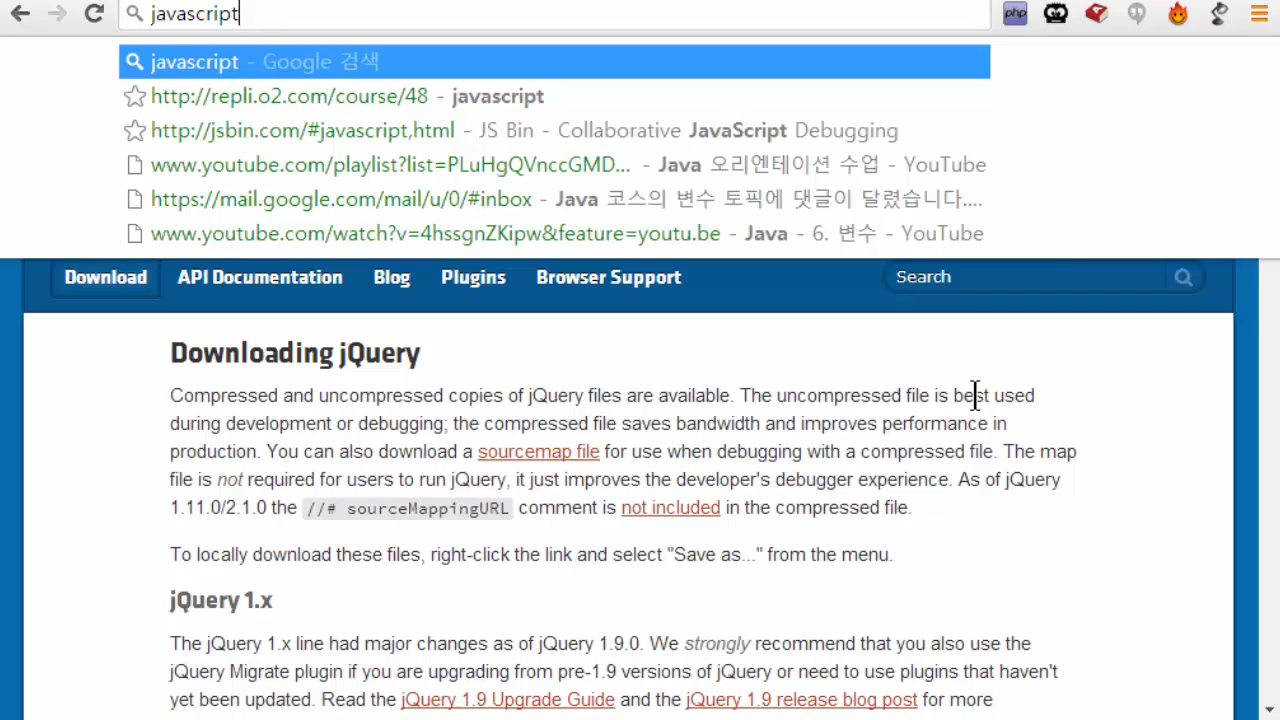 javascript
php
javascript - Google 검색
http://repli.o2.com/course/48 - javascript
http://jsbin.com/#javascript,html - JS Bin - Collaborative JavaScript Debugging
www.youtube.com/playlist?list=PLuHgQVnccGMD... - Java 오리엔테이션 수업 - YouTube
https://mail.google.com/mail/u/0/#inbox - Java 코스의 변수 토픽에 댓글이 달렸습니다....
www.youtube.com/watch?v=4hssgnZKipw&feature=youtu.be - Java - 6. 변수 - YouTube
Download API Documentation Blog Plugins Browser Support Search
Downloading jQuery
Compressed and uncompressed copies of jQuery files are available. The uncompressed file is best used
during development or debugging; the compressed file saves bandwidth and improves performance in
production. You can also download a sourcemap file for use when debugging with a compressed file. The map
file is not required for users to run jQuery, it just improves the developer's debugger experience. As of jQuery
1.11.0/2.1.0 the //# sourceMappingURL comment is not included in the compressed file.
To locally download these files, right-click the link and select "Save as..." from the menu.
jQuery 1.x
The jQuery 1.x line had major changes as of jQuery 1.9.0. We strongly recommend that you also use the
jQuery Migrate plugin if you are upgrading from pre-1.9 versions of jQuery or need to use plugins that haven't
yet been updated. Read the jQuery 1.9 Upgrade Guide and the jQuery 1.9 release blog post for more